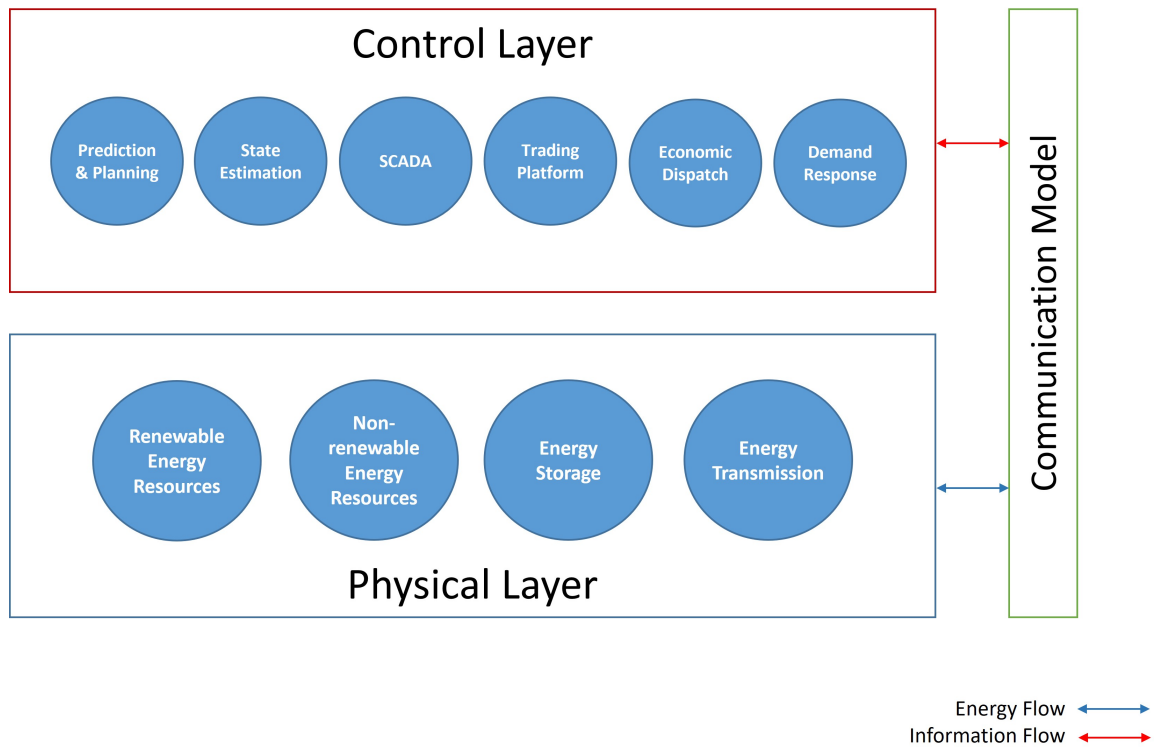 Control Layer
Prediction
& Planning
State
Estimation
SCADA
Trading
Platform
Economic
Dispatch
Demand
Response
Communication Model
Renewable
Energy
Resources
Non-
renewable
Energy
Resources
Energy
Storage
Energy
Transmission
Physical Layer
Energy Flow
Information Flow